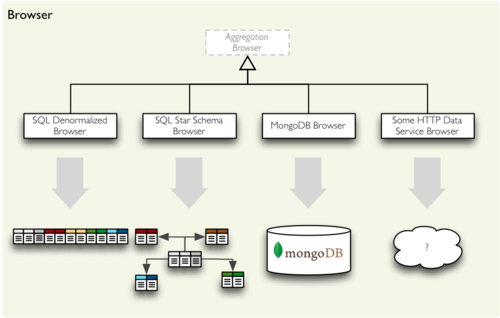 Browser
Aggregation
Browser
SQL Denormalized
Browser
SQL Star Schema
Browser
MongoDB Browser
Some HTTP Data
Service Browser
mongoDB
?